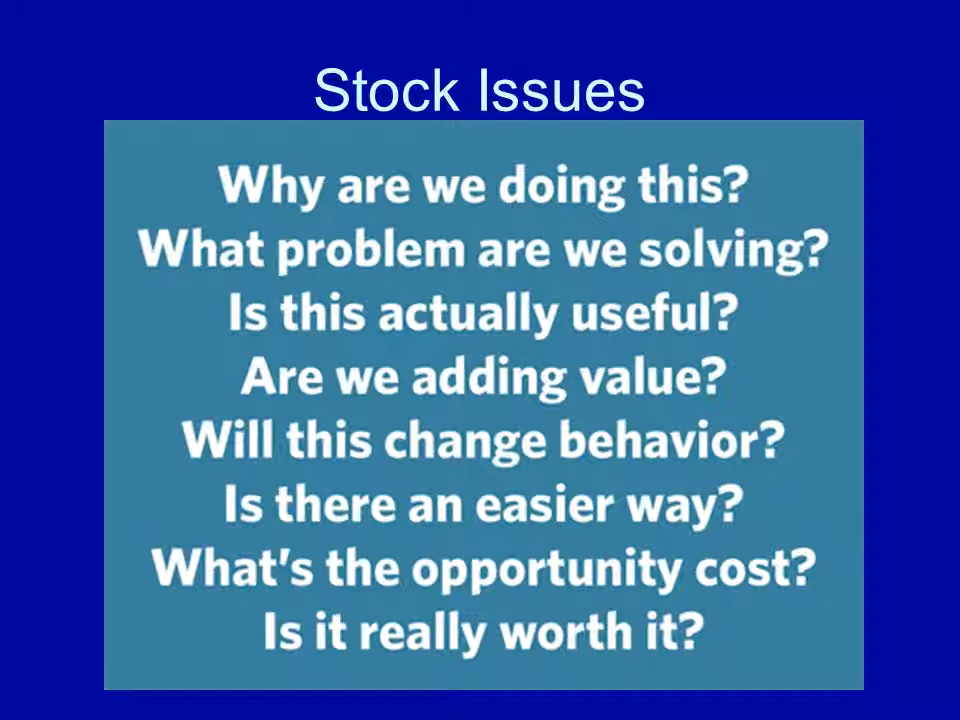 Stock Issues
Why are we doing this?
What problem are we solving?
Is this actually useful?
Are we adding value?
Will this change behavior?
Is there an easier way?
What's the opportunity cost?
Is it really worth it?